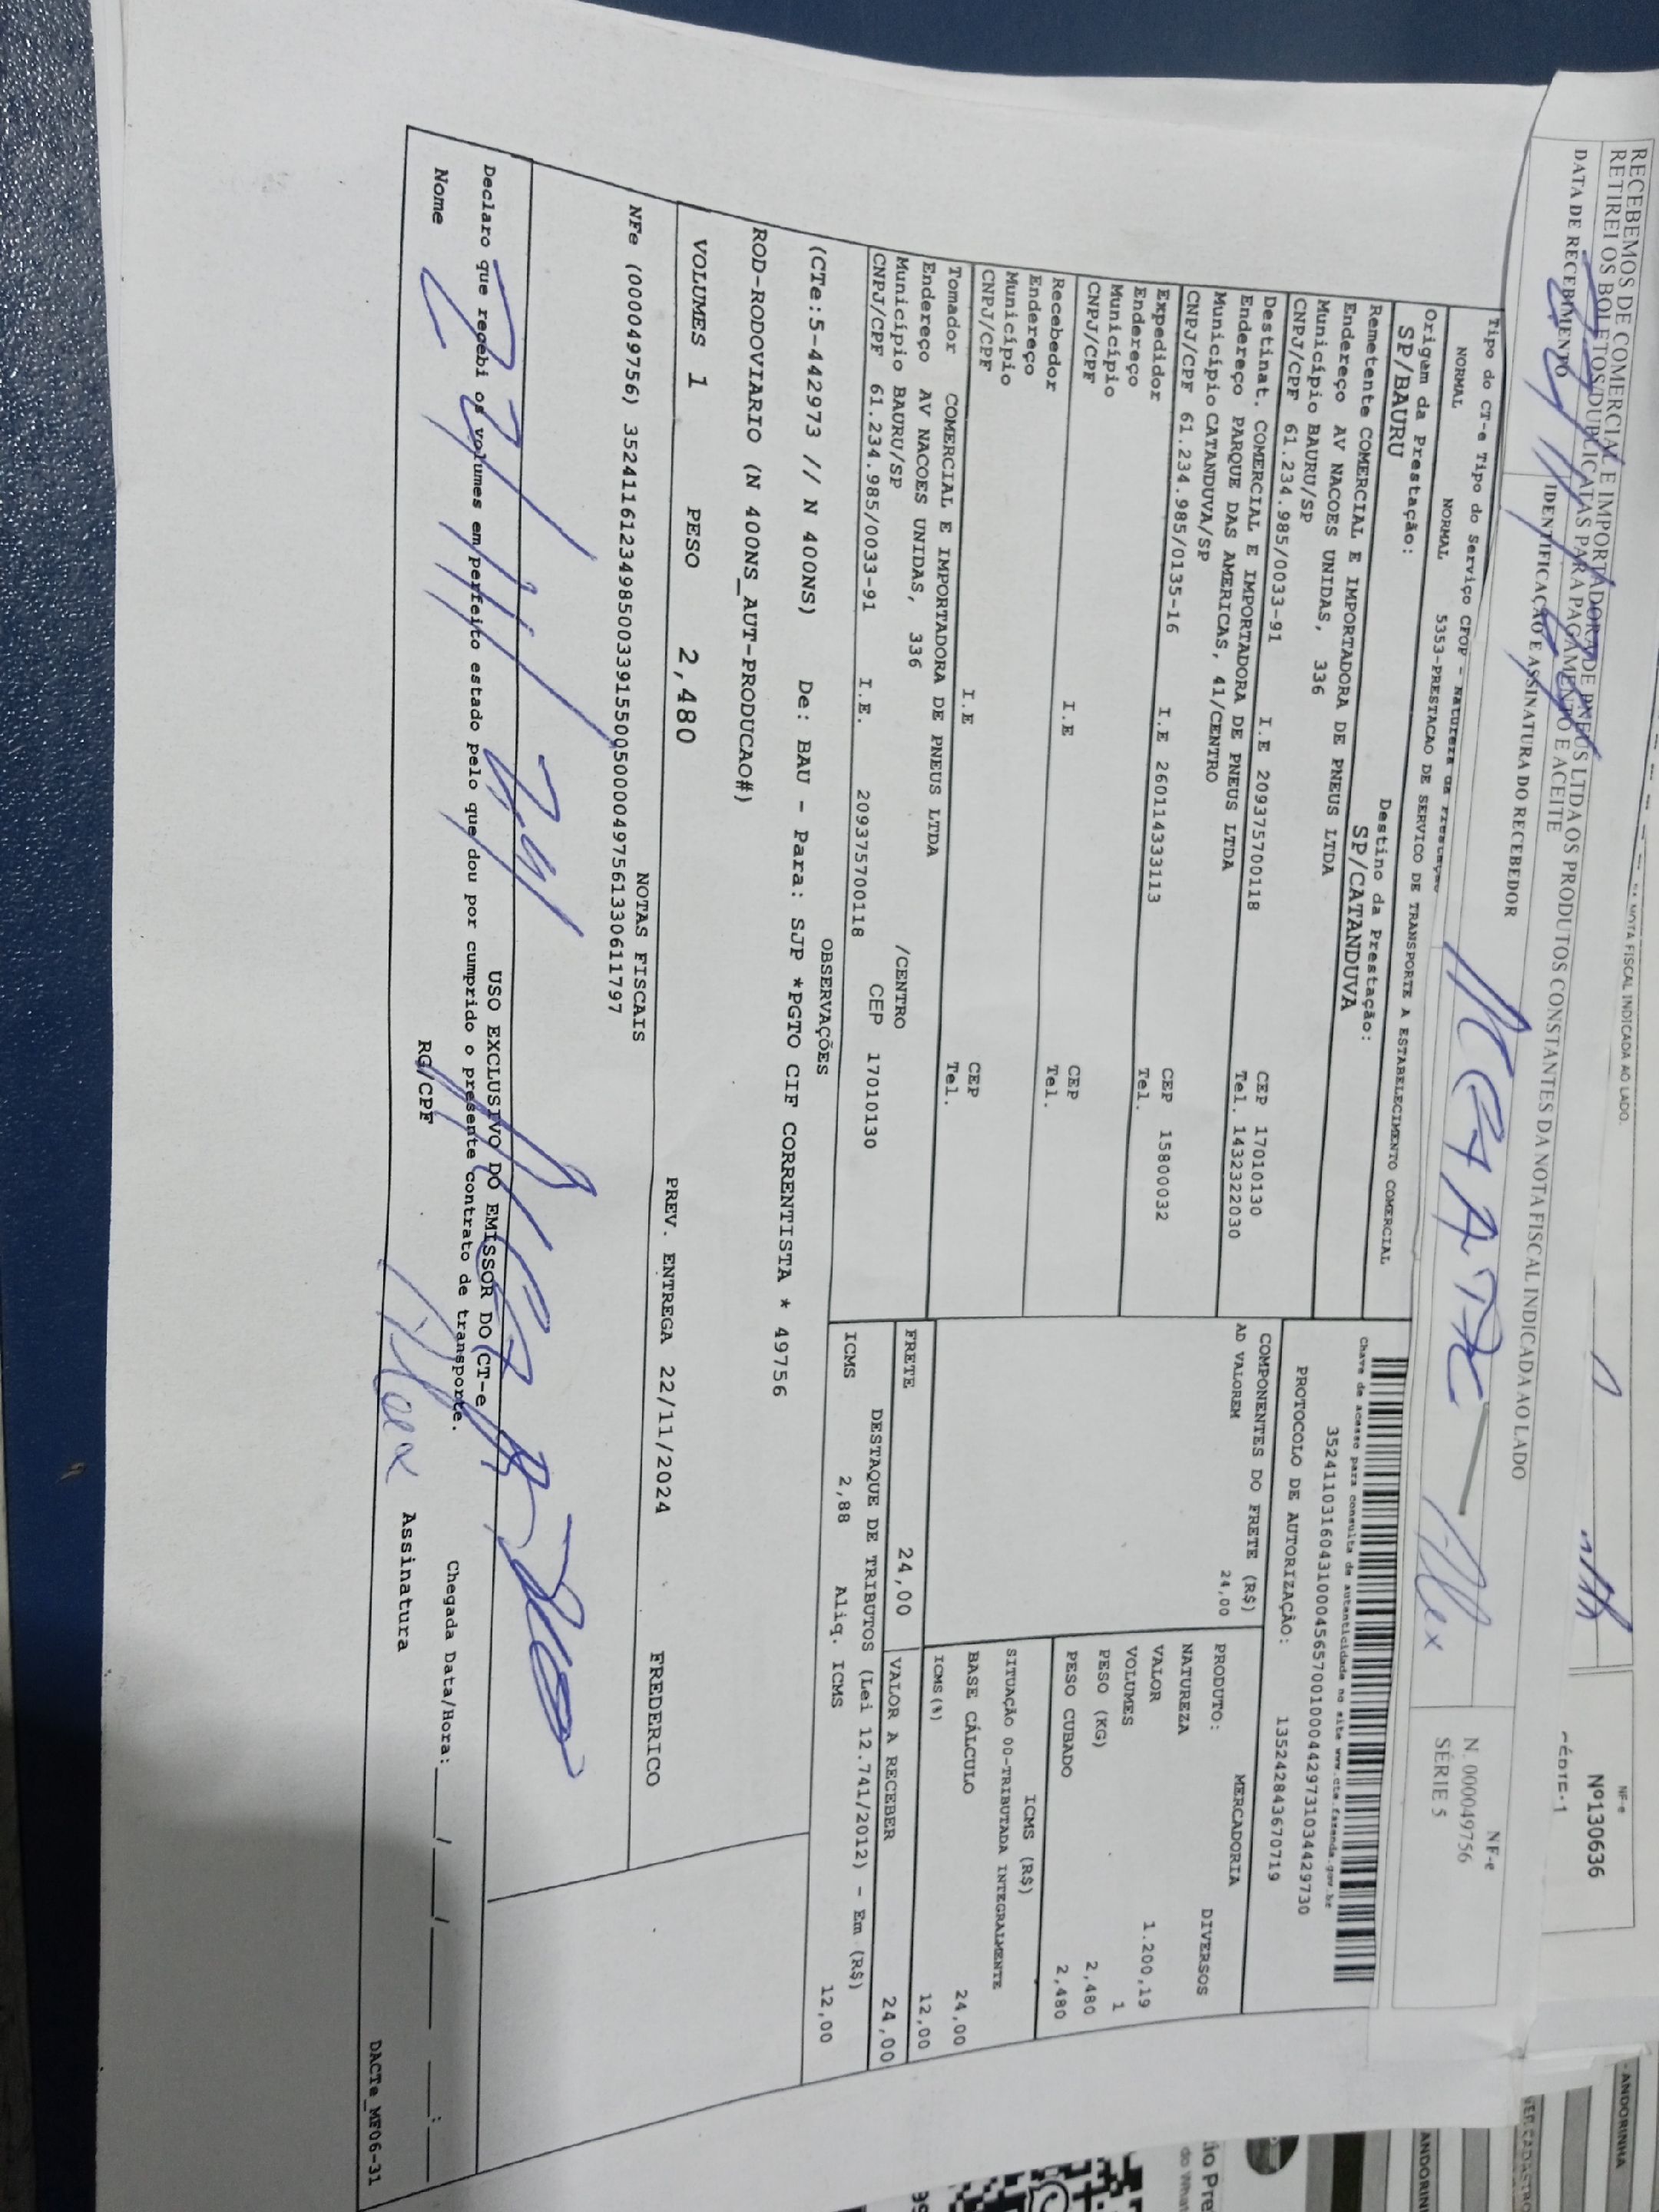 DA NOTA FISCAL INDICADA AO LADO.
NF-e
Nº130636
RECEBEMOS DE COMERCIAL E IMPORTADORA DE PNEUS LTDA OS PRODUTOS CONSTANTES DA NOTA FISCAL INDICADA AO LADO
RETIREI OS BOLETOS/DUPLICATAS PARA PAGAMENTO E ACEITE
DATA DE RECEBIMENTO
IDENTIFICAÇÃO E ASSINATURA DO RECEBEDOR
Alex
NF-e
N. 000049756
SÉRIE 5
Tipo do CT-e Tipo do Serviço CFOP - Natureza da Prestação
NORMAL NORMAL 5353-PRESTACAO DE SERVICO DE TRANSPORTE A ESTABELECIMENTO COMERCIAL
Origem da Prestação: Destino da Prestação:
SP/BAURU SP/CATANDUVA
Chave de acesso para consulta de autenticidade no site www.cte.fazenda.gov.br
35241103160431000456570010004429731034429730
PROTOCOLO DE AUTORIZAÇÃO: 135242843670719
Remetente COMERCIAL E IMPORTADORA DE PNEUS LTDA
Endereço AV NACOES UNIDAS, 336
Município BAURU/SP CEP 17010130
CNPJ/CPF 61.234.985/0033-91 I.E 209375700118 Tel. 1432322030
Destinat. COMERCIAL E IMPORTADORA DE PNEUS LTDA
Endereço PARQUE DAS AMERICAS, 41/CENTRO
Município CATANDUVA/SP CEP 15800032
CNPJ/CPF 61.234.985/0135-16 I.E 260114333113 Tel.
Expedidor
Endereço
Município CEP
CNPJ/CPF I.E Tel.
Recebedor
Endereço
Município CEP
CNPJ/CPF I.E Tel.
Tomador COMERCIAL E IMPORTADORA DE PNEUS LTDA
Endereço AV NACOES UNIDAS, 336 /CENTRO
Município BAURU/SP CEP 17010130
CNPJ/CPF 61.234.985/0033-91 I.E. 209375700118
COMPONENTES DO FRETE (R$)
AD VALOREM 24,00
PRODUTO: MERCADORIA
NATUREZA DIVERSOS
VALOR 1.200,19
VOLUMES 1
PESO (KG) 2,480
PESO CUBADO 2,480
ICMS (R$)
SITUAÇÃO 00-TRIBUTADA INTEGRALMENTE
BASE CÁLCULO 24,00
ICMS(%) 12,00
FRETE 24,00 VALOR A RECEBER 24,00
DESTAQUE DE TRIBUTOS (Lei 12.741/2012) - Em (R$)
ICMS 2,88 Aliq. ICMS 12,00
OBSERVAÇÕES
(CTe:5-442973 // N 400NS) De: BAU - Para: SJP *PGTO CIF CORRENTISTA * 49756
ROD-RODOVIARIO (N 400NS_AUT-PRODUCAO#)
VOLUMES 1 PESO 2,480 PREV. ENTREGA 22/11/2024 FREDERICO
NOTAS FISCAIS
NFe (000049756) 35241161234985003391550050000497561330611797
USO EXCLUSIVO DO EMISSOR DO CT-e
Declaro que recebi os volumes em perfeito estado pelo que dou por cumprido o presente contrato de transporte.
Chegada Data/Hora: ___/___/_____ ___:___
Nome RG/CPF Alex Assinatura
DACTe_MF06-31
ANDORINHA